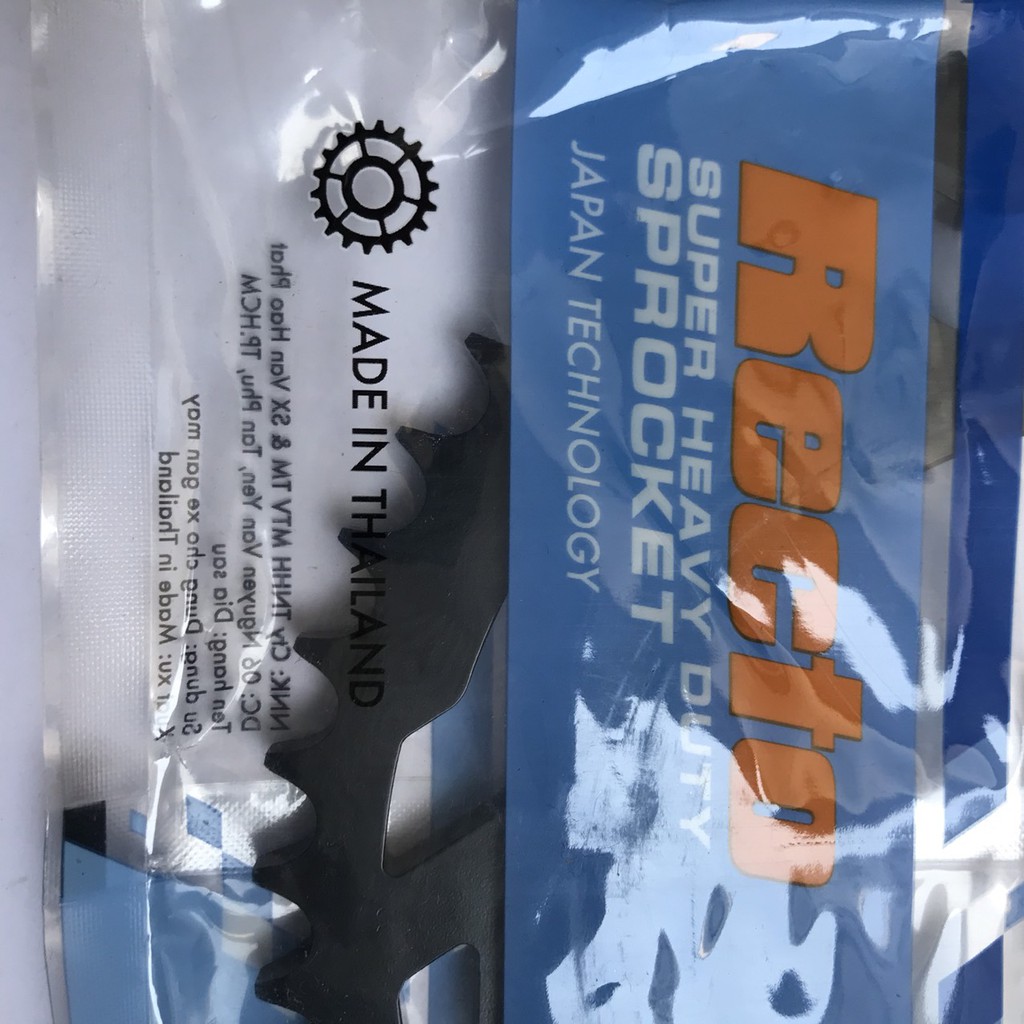 Recto
SUPER HEAVY DUTY
SPROCKET
JAPAN TECHNOLOGY
MADE IN THAILAND
NNK: Cty TNHH MTV TM & SX Van Hao Phat
DC: 06 Nguyen Van Yen, Tan Phu, TP.HCM
Ten hang: Dia sau
Su dung: Dung cho xe gan may
xuat xu: Made in Thailand